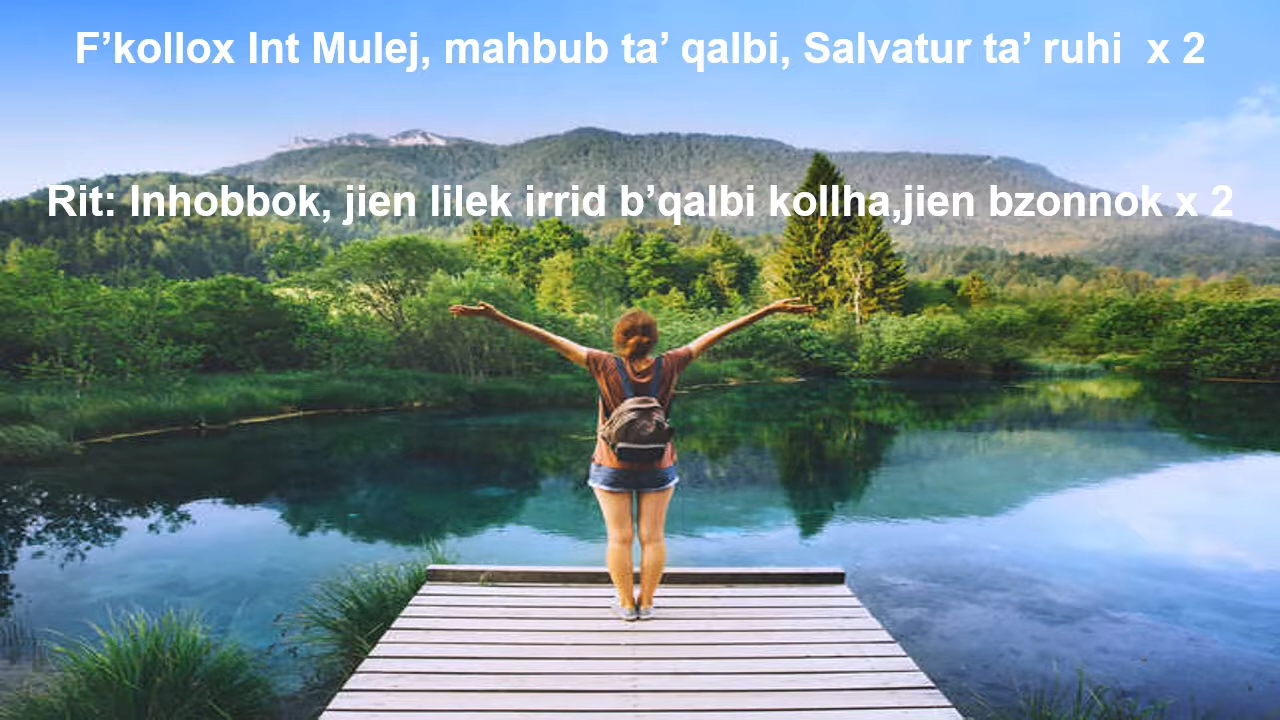 F’kollox Int Mulej, mahbub ta’ qalbi, Salvatur ta’ ruhi  x 2
Rit: Inhobbok, jien lilek irrid b’qalbi kollha,jien bzonnok x 2